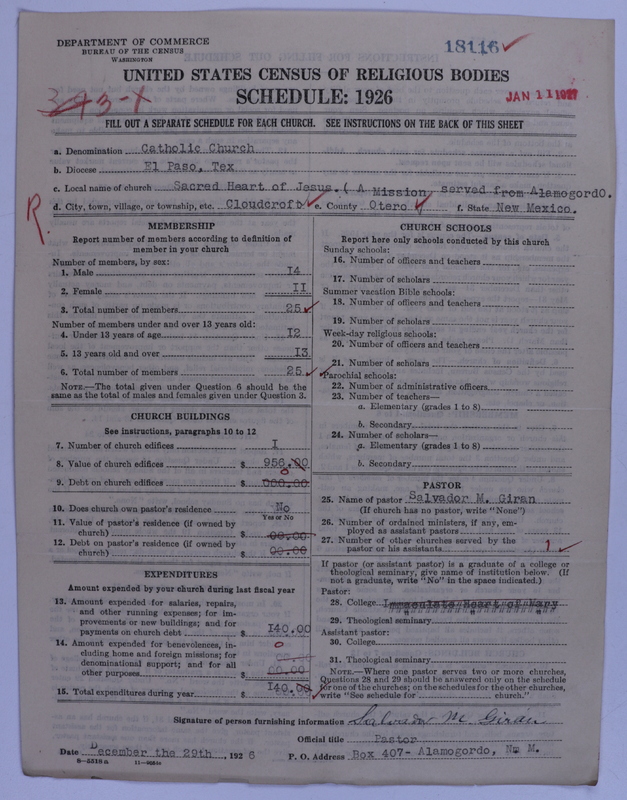 DEPARTMENT OF COMMERCE
BUREAU OF THE CENSUS
WASHINGTON
18116 ✓
UNITED STATES CENSUS OF RELIGIOUS BODIES
SCHEDULE: 1926
JAN 11 1927
FILL OUT A SEPARATE SCHEDULE FOR EACH CHURCH. SEE INSTRUCTIONS ON THE BACK OF THIS SHEET
a. Denomination Catholic Church
b. Diocese El Paso, Tex
c. Local name of church Sacred Heart of Jesus. ( A Mission, served from Alamogordo.
d. City, town, village, or township, etc. Cloudcroft ✓ e. County Otero ✓ f. State New Mexico.
R.
MEMBERSHIP
Report number of members according to definition of
member in your church
Number of members, by sex:
1. Male 14
2. Female 11
3. Total number of members 25 ✓
Number of members under and over 13 years old:
4. Under 13 years of age 12
5. 13 years old and over 13
6. Total number of members 25 ✓
NOTE.—The total given under Question 6 should be the
same as the total of males and females given under Question 3.
CHURCH BUILDINGS
See instructions, paragraphs 10 to 12
7. Number of church edifices I
8. Value of church edifices $ 956.00
0
9. Debt on church edifices $ 000.00
10. Does church own pastor's residence No
Yes or No
11. Value of pastor's residence (if owned by
church) $ 00.00
12. Debt on pastor's residence (if owned by
church) $ 00.00
EXPENDITURES
Amount expended by your church during last fiscal year
13. Amount expended for salaries, repairs,
and other running expenses; for im-
provements or new buildings; and for
payments on church debt $ 140.00
14. Amount expended for benevolences, in-
cluding home and foreign missions; for
denominational support; and for all
other purposes $ 00.00
0
15. Total expenditures during year $ 140.00 ✓
CHURCH SCHOOLS
Report here only schools conducted by this church
Sunday schools:
16. Number of officers and teachers
17. Number of scholars
Summer vacation Bible schools:
18. Number of officers and teachers
19. Number of scholars
Week-day religious schools:
20. Number of officers and teachers
21. Number of scholars
Parochial schools:
22. Number of administrative officers
23. Number of teachers—
a. Elementary (grades 1 to 8)
b. Secondary
24. Number of scholars—
a. Elementary (grades 1 to 8)
b. Secondary
PASTOR
25. Name of pastor Salvador M. Giran
(If church has no pastor, write "None")
26. Number of ordained ministers, if any, em-
ployed as assistant pastors
27. Number of other churches served by the
pastor or his assistants 1 ✓
If pastor (or assistant pastor) is a graduate of a college or
theological seminary, give name of institution below. (If
not a graduate, write "No" in the space indicated.)
Pastor:
28. College Immaculate Heart of Mary
29. Theological seminary
Assistant pastor:
30. College
31. Theological seminary
NOTE.—Where one pastor serves two or more churches,
Questions 28 and 29 should be answered only on the schedule
for one of the churches; on the schedules for the other churches,
write "See schedule for church."
Signature of person furnishing information Salvador M. Giran
Official title Pastor
Date December the 29th, 1926
P. O. Address Box 407- Alamogordo, N. M.
8—5518 a